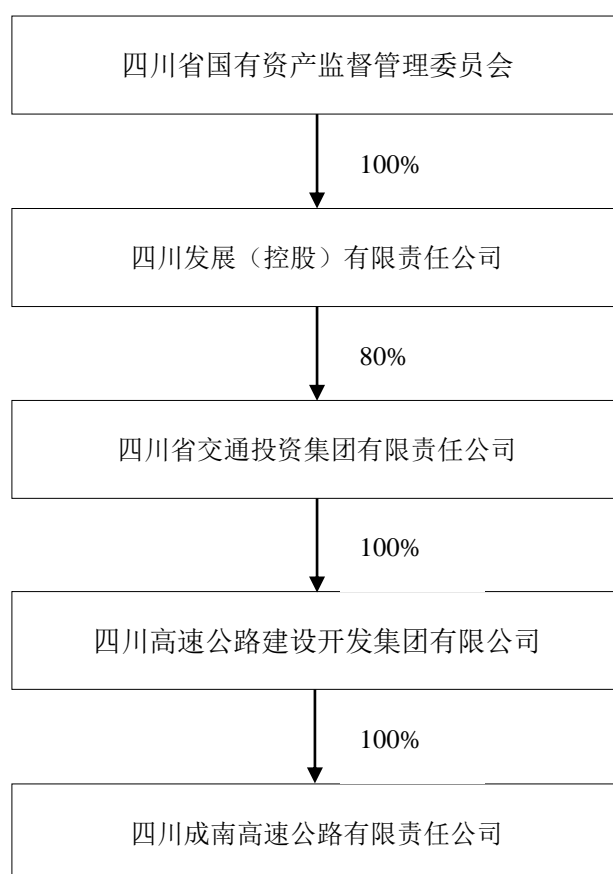 四川省国有资产监督管理委员会
100%
四川发展（控股）有限责任公司
80%
四川省交通投资集团有限责任公司
100%
四川高速公路建设开发集团有限公司
100%
四川成南高速公路有限责任公司